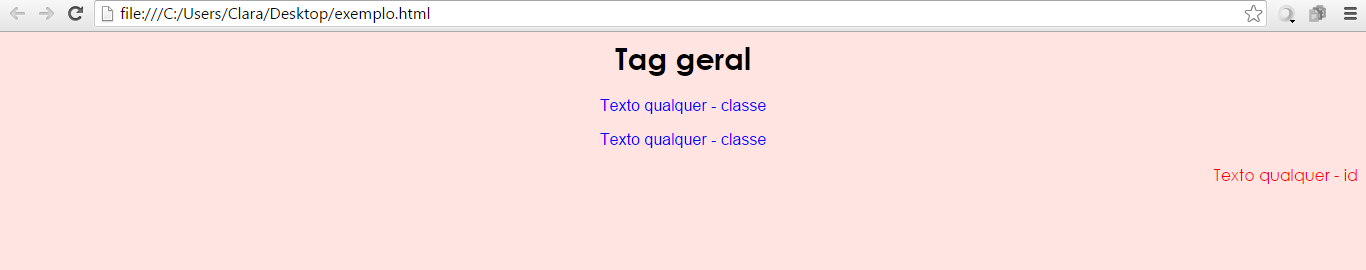 file:///C:/Users/Clara/Desktop/exemplo.html
Tag geral
Texto qualquer - classe
Texto qualquer - classe
Texto qualquer - id